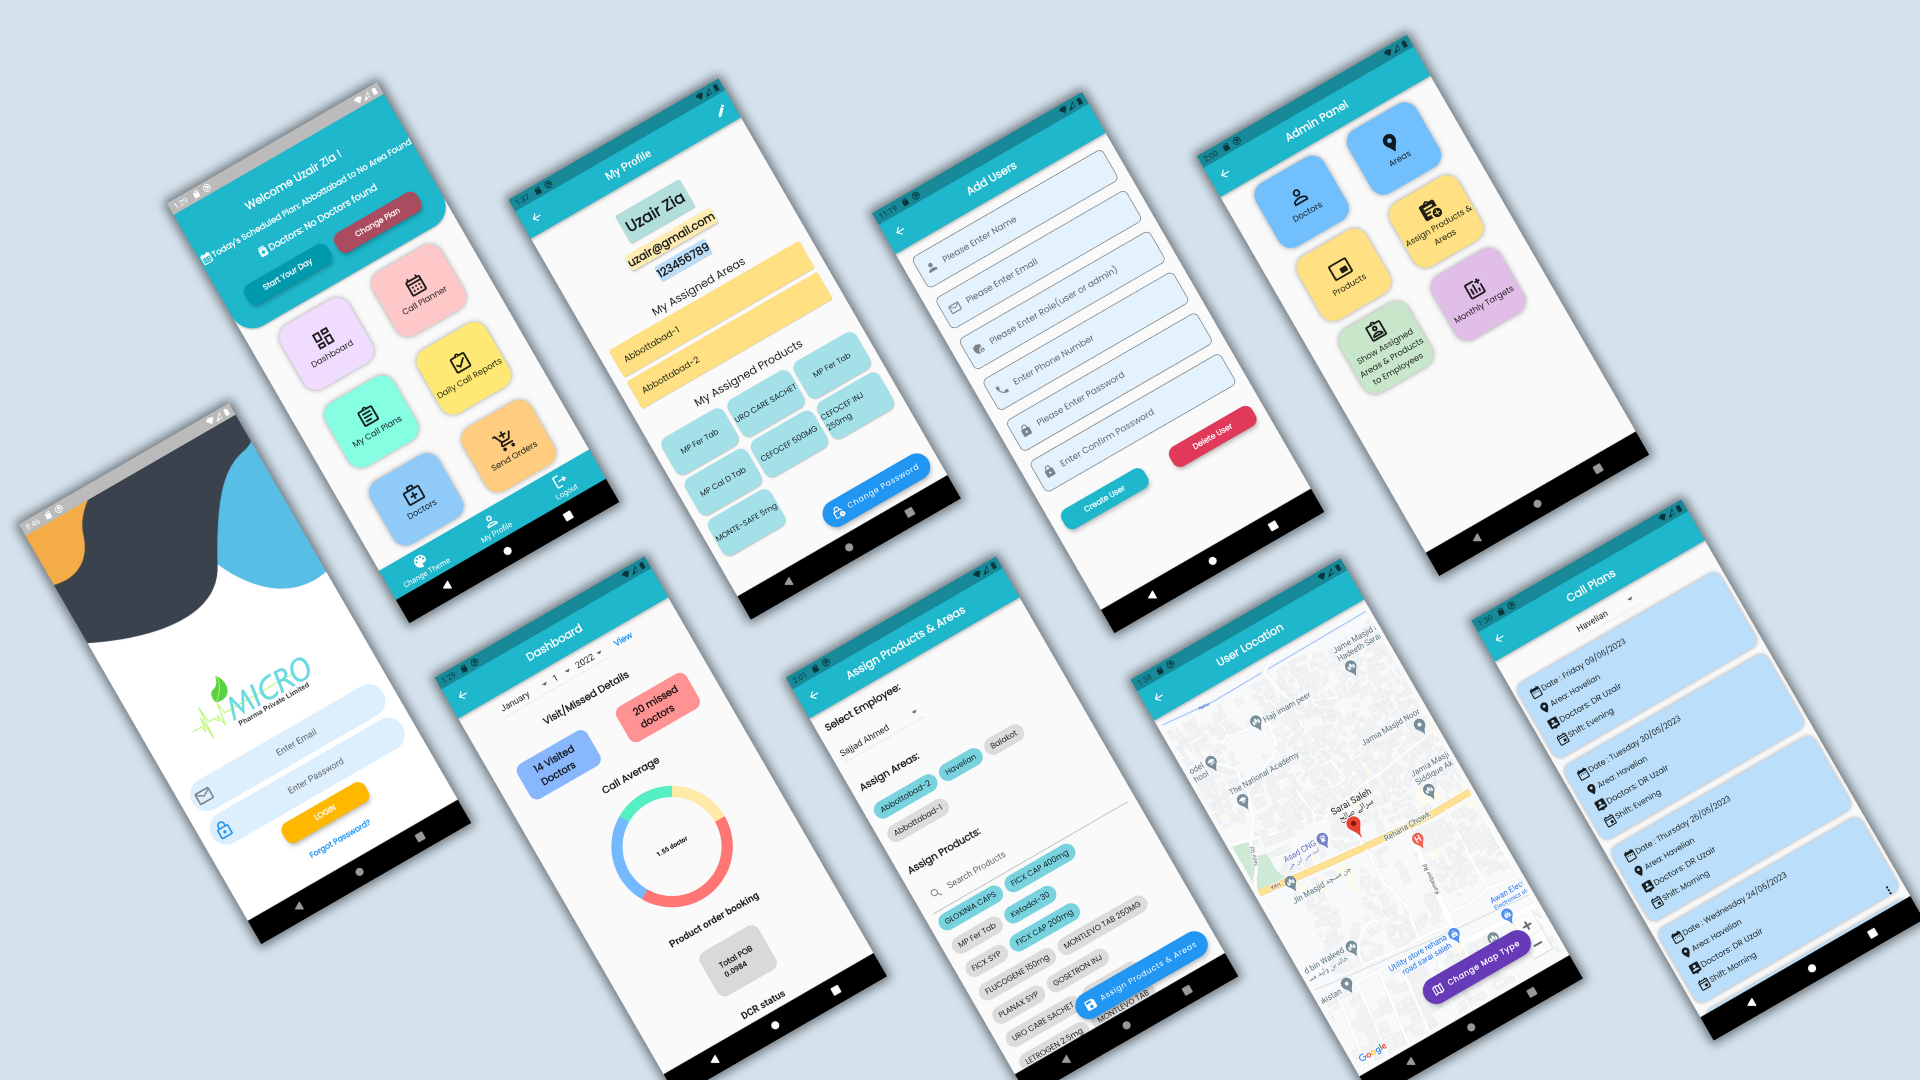 8:46
MICRO
Pharma Private Limited
Enter Email
Enter Password
LOGIN
Forgot Password?
1:29
Welcome Uzair Zia !
Today's Scheduled Plan: Abbottabad to No Area Found
Doctors: No Doctors found
Start Your Day
Change Plan
Dashboard
Call Planner
My Call Plans
Daily Call Reports
Doctors
Send Orders
Change Theme
My Profile
Logout
1:37
My Profile
Uzair Zia
uzair@gmail.com
123456789
My Assigned Areas
Abbottabad-1
Abbottabad-2
My Assigned Products
MP Fer Tab
URO CARE SACHET
MP Fer Tab
MP Cal D Tab
CEFOCEF 500MG
CEFOCEF INJ
250mg
MONTE-SAFE 5mg
Change Password
11:19
Add Users
Please Enter Name
Please Enter Email
Please Enter Role(user or admin)
Enter Phone Number
Please Enter Password
Enter Confirm Password
Create User
Delete User
2:00
Admin Panel
Doctors
Areas
Products
Assign Products &
Areas
Show Assigned
Areas & Products
to Employees
Monthly Targets
1:29
Dashboard
January
1
2022
View
Visit/Missed Details
14 Visited
Doctors
20 missed
doctors
Call Average
1.55 doctor
Product order booking
Total POB
0.0984
DCR status
2:01
Assign Products & Areas
Select Employee:
Sajjad Ahmed
Assign Areas:
Abbottabad-2
Havelian
Balakot
Abbottabad-1
Assign Products:
Search Products
GLOXINIA CAPS
FICX CAP 400mg
MP Fer Tab
Ketodol-30
FICX SYP
FICX CAP 200mg
FLUCOGENE 150mg
MONTLEVO TAB 250MG
PLANAX SYP
GOSETRON INJ
URO CARE SACHET
LETROGEN 2.5mg
MONTLEVO TAB
Assign Products & Areas
1:38
User Location
Jame Masjid
Hadeeth Sarai
Haji imam peer
Jamia Masjid Noor
odel
hool
The National Academy
Jamia Masji
Siddique Ak
Sarai Saleh
سرائے صالح
Rehana Chowk
Asad CNG
Jin Masjid
جن مسجد
Awan Elec
Electronics st
d bin Waleed
Utility store rehana
road sarai saleh
kistan
Change Map Type
Google
1:30
Call Plans
Havelian
Date : Friday 09/06/2023
Area: Havelian
Doctors: DR Uzair
Shift: Evening
Date : Tuesday 30/05/2023
Area: Havelian
Doctors: DR Uzair
Shift: Evening
Date : Thursday 25/05/2023
Area: Havelian
Doctors: DR Uzair
Shift: Morning
Date : Wednesday 24/05/2023
Area: Havelian
Doctors: DR Uzair
Shift: Morning